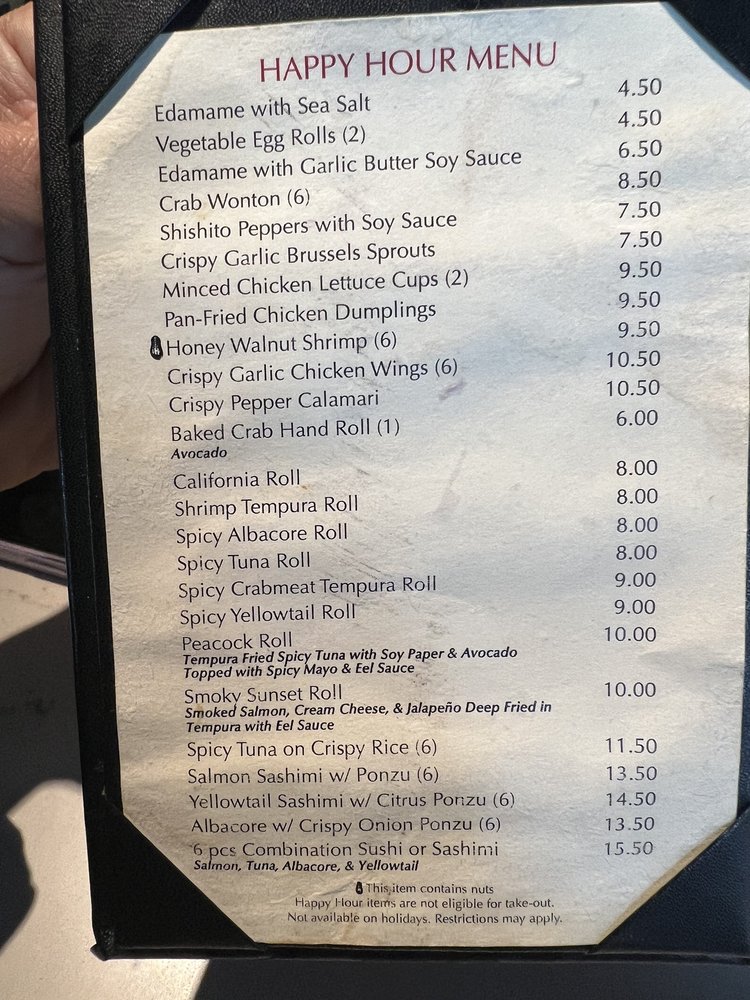 HAPPY HOUR MENU
Edamame with Sea Salt 4.50
Vegetable Egg Rolls (2) 4.50
Edamame with Garlic Butter Soy Sauce 6.50
Crab Wonton (6) 8.50
Shishito Peppers with Soy Sauce 7.50
Crispy Garlic Brussels Sprouts 7.50
Minced Chicken Lettuce Cups (2) 9.50
Pan-Fried Chicken Dumplings 9.50
Honey Walnut Shrimp (6) 9.50
Crispy Garlic Chicken Wings (6) 10.50
Crispy Pepper Calamari 10.50
Baked Crab Hand Roll (1) 6.00
Avocado
California Roll 8.00
Shrimp Tempura Roll 8.00
Spicy Albacore Roll 8.00
Spicy Tuna Roll 8.00
Spicy Crabmeat Tempura Roll 9.00
Spicy Yellowtail Roll 9.00
Peacock Roll 10.00
Tempura Fried Spicy Tuna with Soy Paper & Avocado
Topped with Spicy Mayo & Eel Sauce
Smoky Sunset Roll 10.00
Smoked Salmon, Cream Cheese, & Jalapeño Deep Fried in
Tempura with Eel Sauce
Spicy Tuna on Crispy Rice (6) 11.50
Salmon Sashimi w/ Ponzu (6) 13.50
Yellowtail Sashimi w/ Citrus Ponzu (6) 14.50
Albacore w/ Crispy Onion Ponzu (6) 13.50
6 pcs Combination Sushi or Sashimi 15.50
Salmon, Tuna, Albacore, & Yellowtail
This item contains nuts
Happy Hour items are not eligible for take-out.
Not available on holidays. Restrictions may apply.